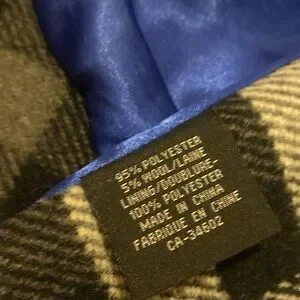 95% POLYESTER
5% WOOL/LAINE
LINING/DOUBLURE-
100% POLYESTER
MADE IN CHINA
FABRIQUE EN CHINE
CA-34602